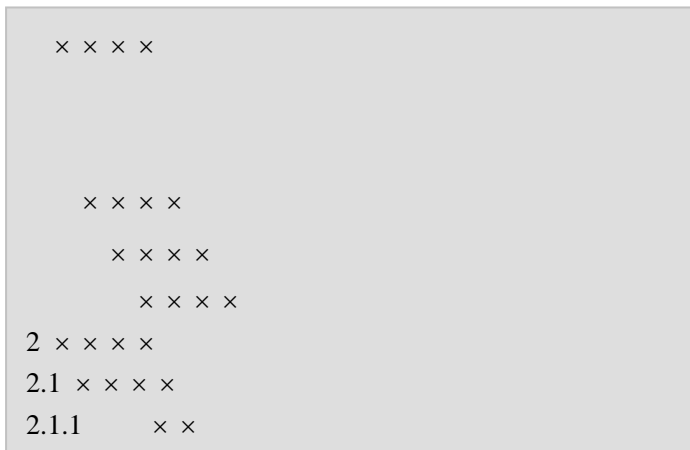 × × × ×
× × × ×
× × × ×
× × × ×
2 × × × ×
2.1 × × × ×
2.1.1 × ×